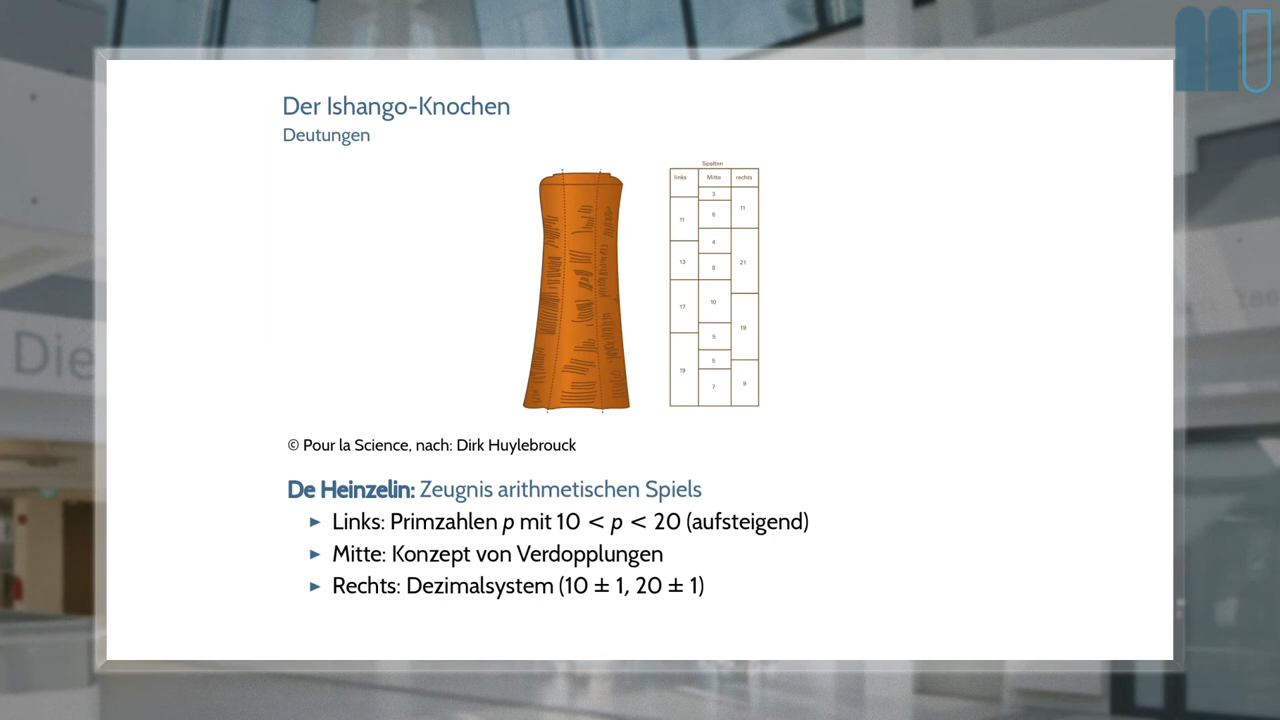 Der Ishango-Knochen
Deutungen
Spalten
links Mitte rechts
3
11
6
11
4
13
8
21
17
10
19
5
5
19
7
9
© Pour la Science, nach: Dirk Huylebrouck
De Heinzelin: Zeugnis arithmetischen Spiels
► Links: Primzahlen p mit 10 < p < 20 (aufsteigend)
► Mitte: Konzept von Verdopplungen
► Rechts: Dezimalsystem (10 ± 1, 20 ± 1)
Die